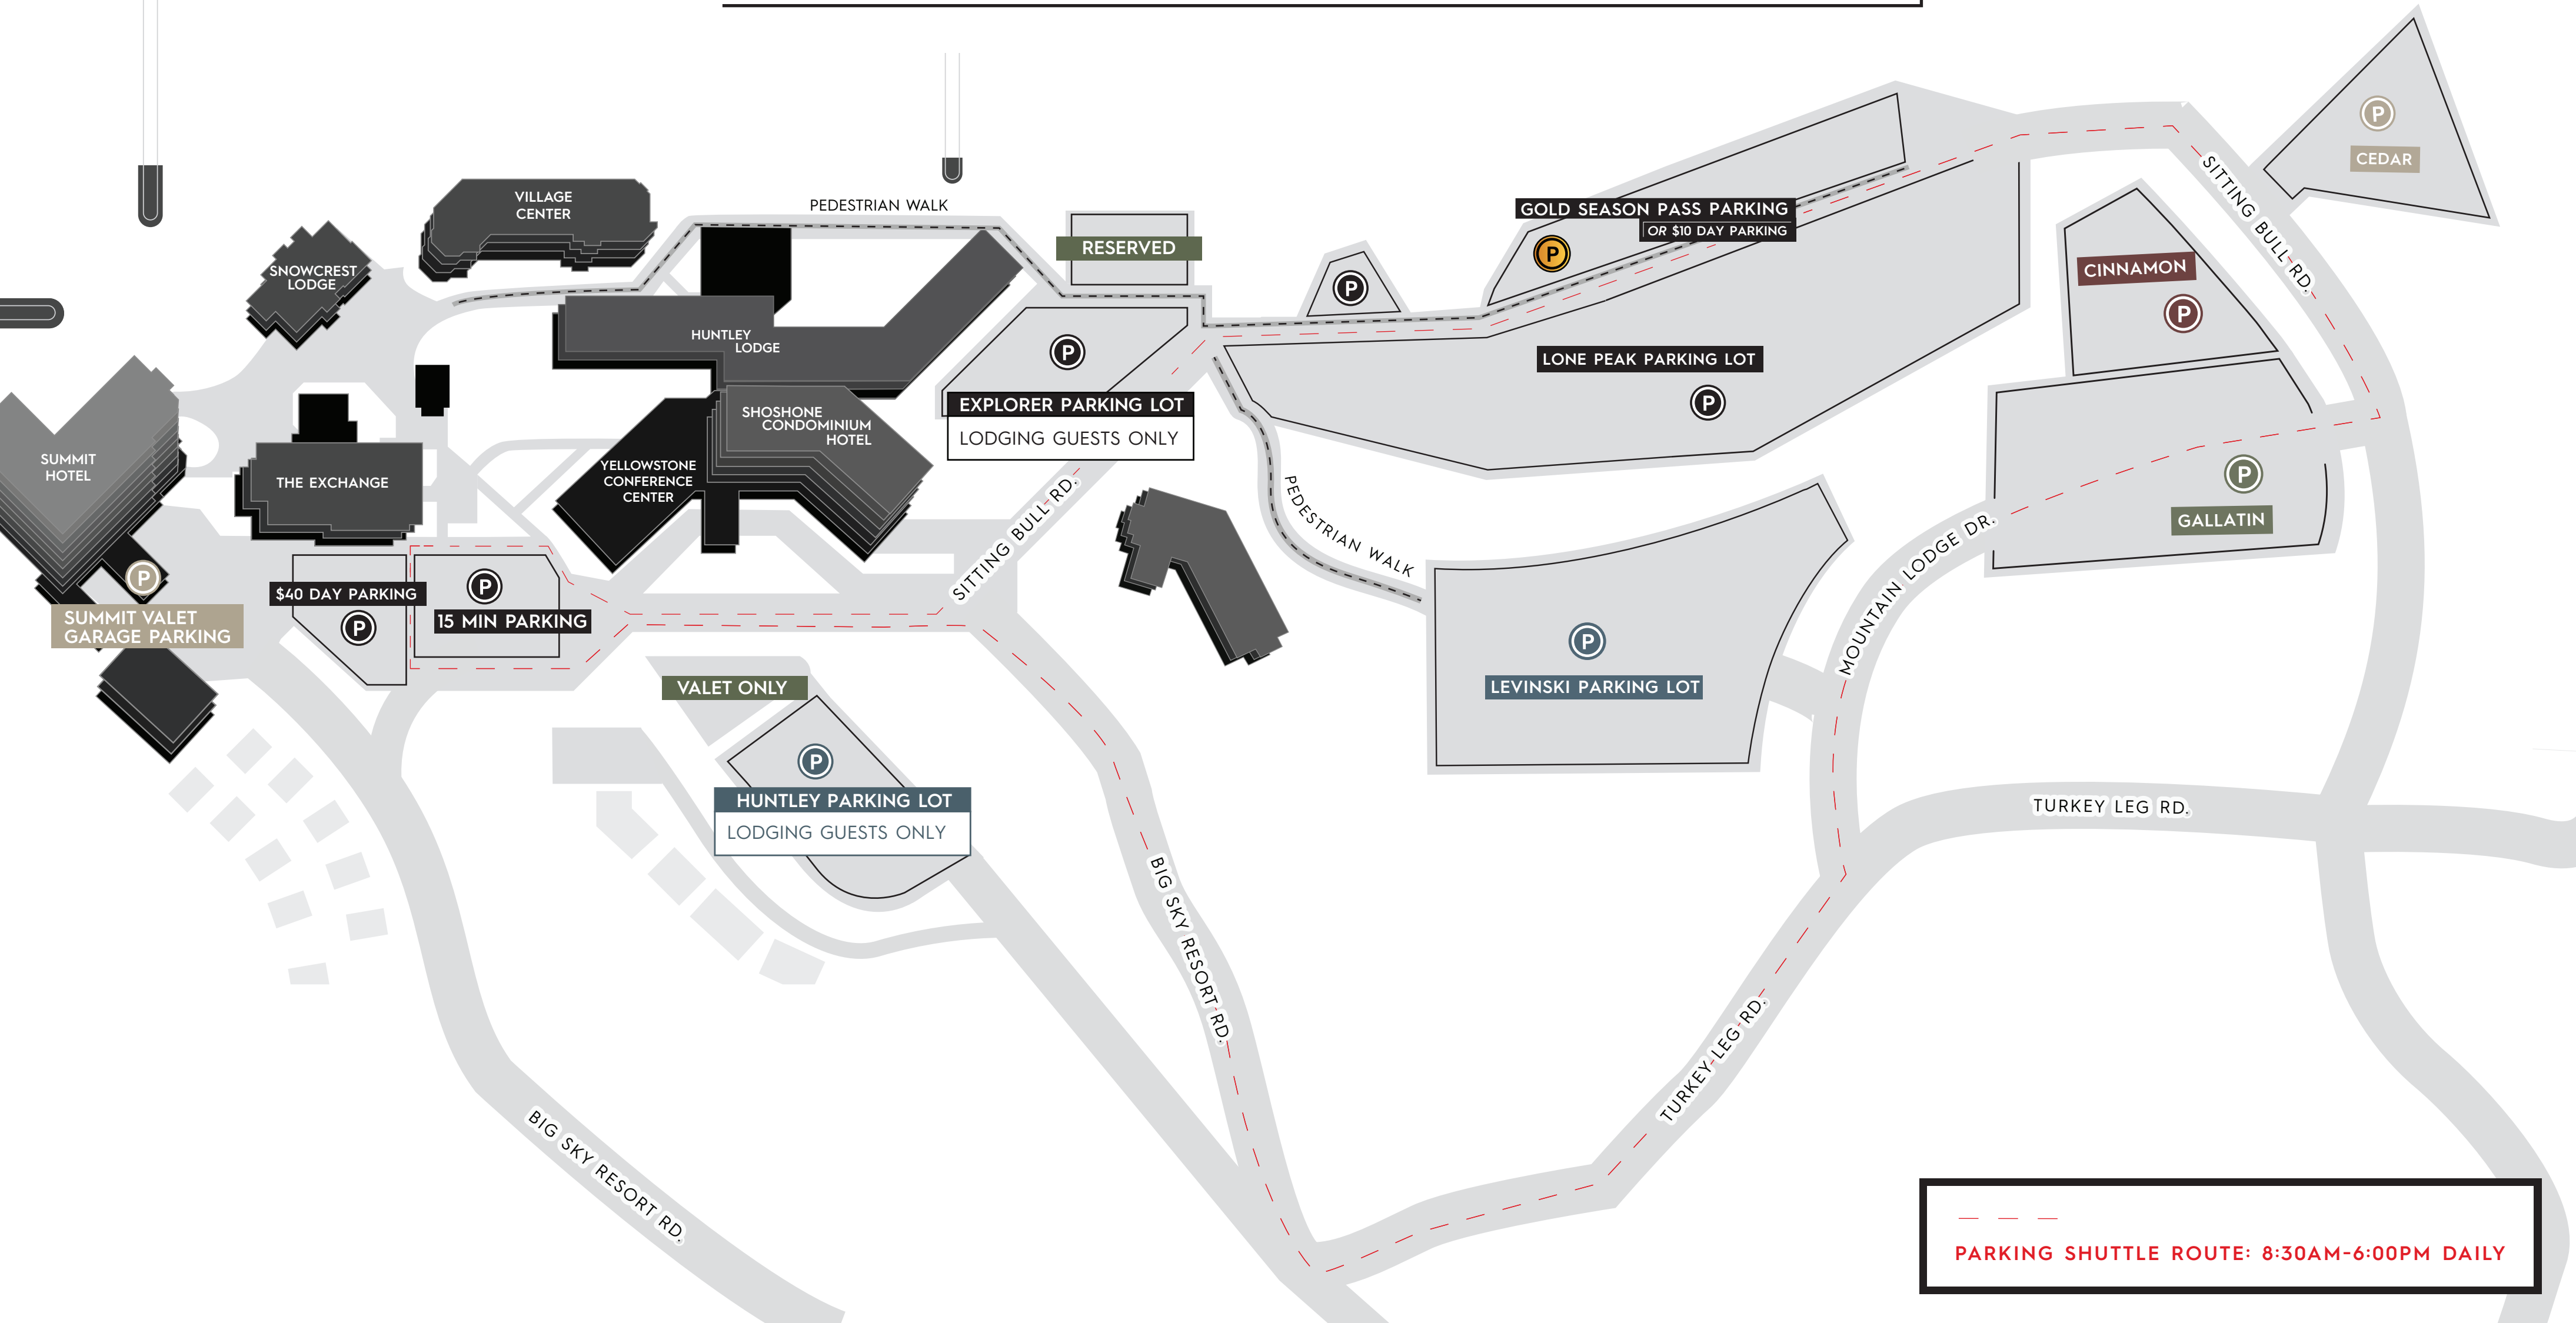 P
CEDAR
VILLAGE
CENTER
PEDESTRIAN WALK
RESERVED
GOLD SEASON PASS PARKING
OR $10 DAY PARKING
P
P
SITTING BULL RD.
CINNAMON
P
SNOWCREST
LODGE
HUNTLEY
LODGE
P
EXPLORER PARKING LOT
LODGING GUESTS ONLY
LONE PEAK PARKING LOT
P
SHOSHONE
CONDOMINIUM
HOTEL
YELLOWSTONE
CONFERENCE
CENTER
SUMMIT
HOTEL
THE EXCHANGE
SITTING BULL RD.
PEDESTRIAN WALK
P
GALLATIN
MOUNTAIN LODGE DR.
P
SUMMIT VALET
GARAGE PARKING
$40 DAY PARKING
P
P
15 MIN PARKING
P
LEVINSKI PARKING LOT
VALET ONLY
P
HUNTLEY PARKING LOT
LODGING GUESTS ONLY
TURKEY LEG RD.
BIG SKY RESORT RD.
TURKEY LEG RD.
BIG SKY RESORT RD.
PARKING SHUTTLE ROUTE: 8:30AM-6:00PM DAILY